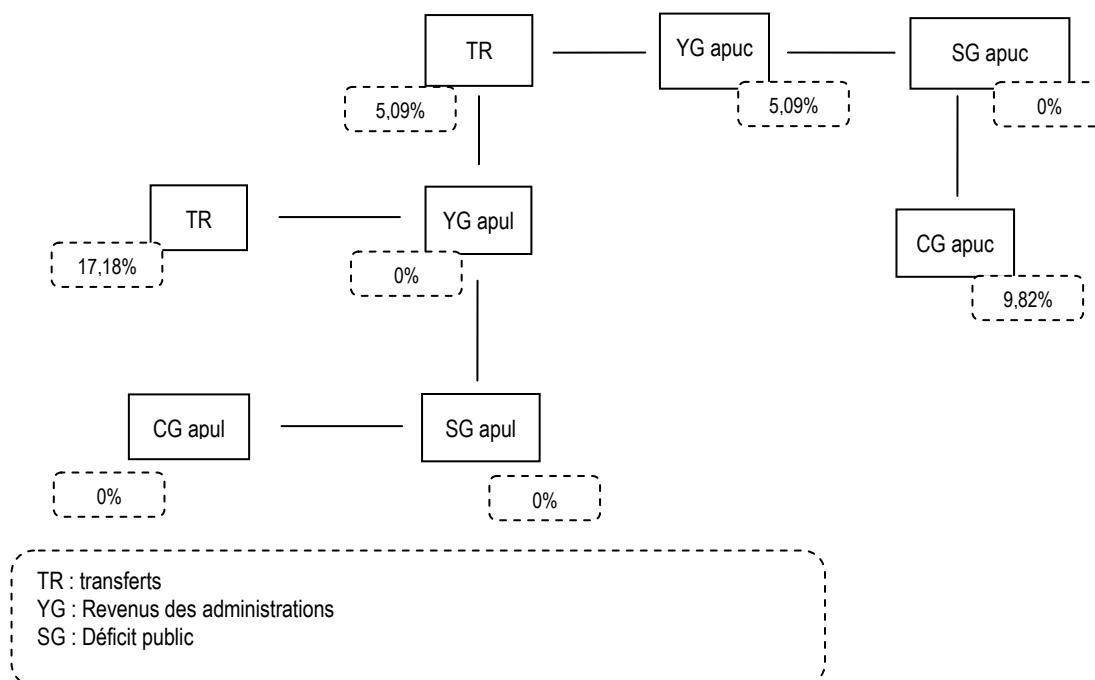 TR
YG apuc
SG apuc
5,09%
5,09%
0%
TR
YG apul
CG apuc
17,18%
0%
9,82%
CG apul
SG apul
0%
0%
TR : transferts
YG : Revenus des administrations
SG : Déficit public